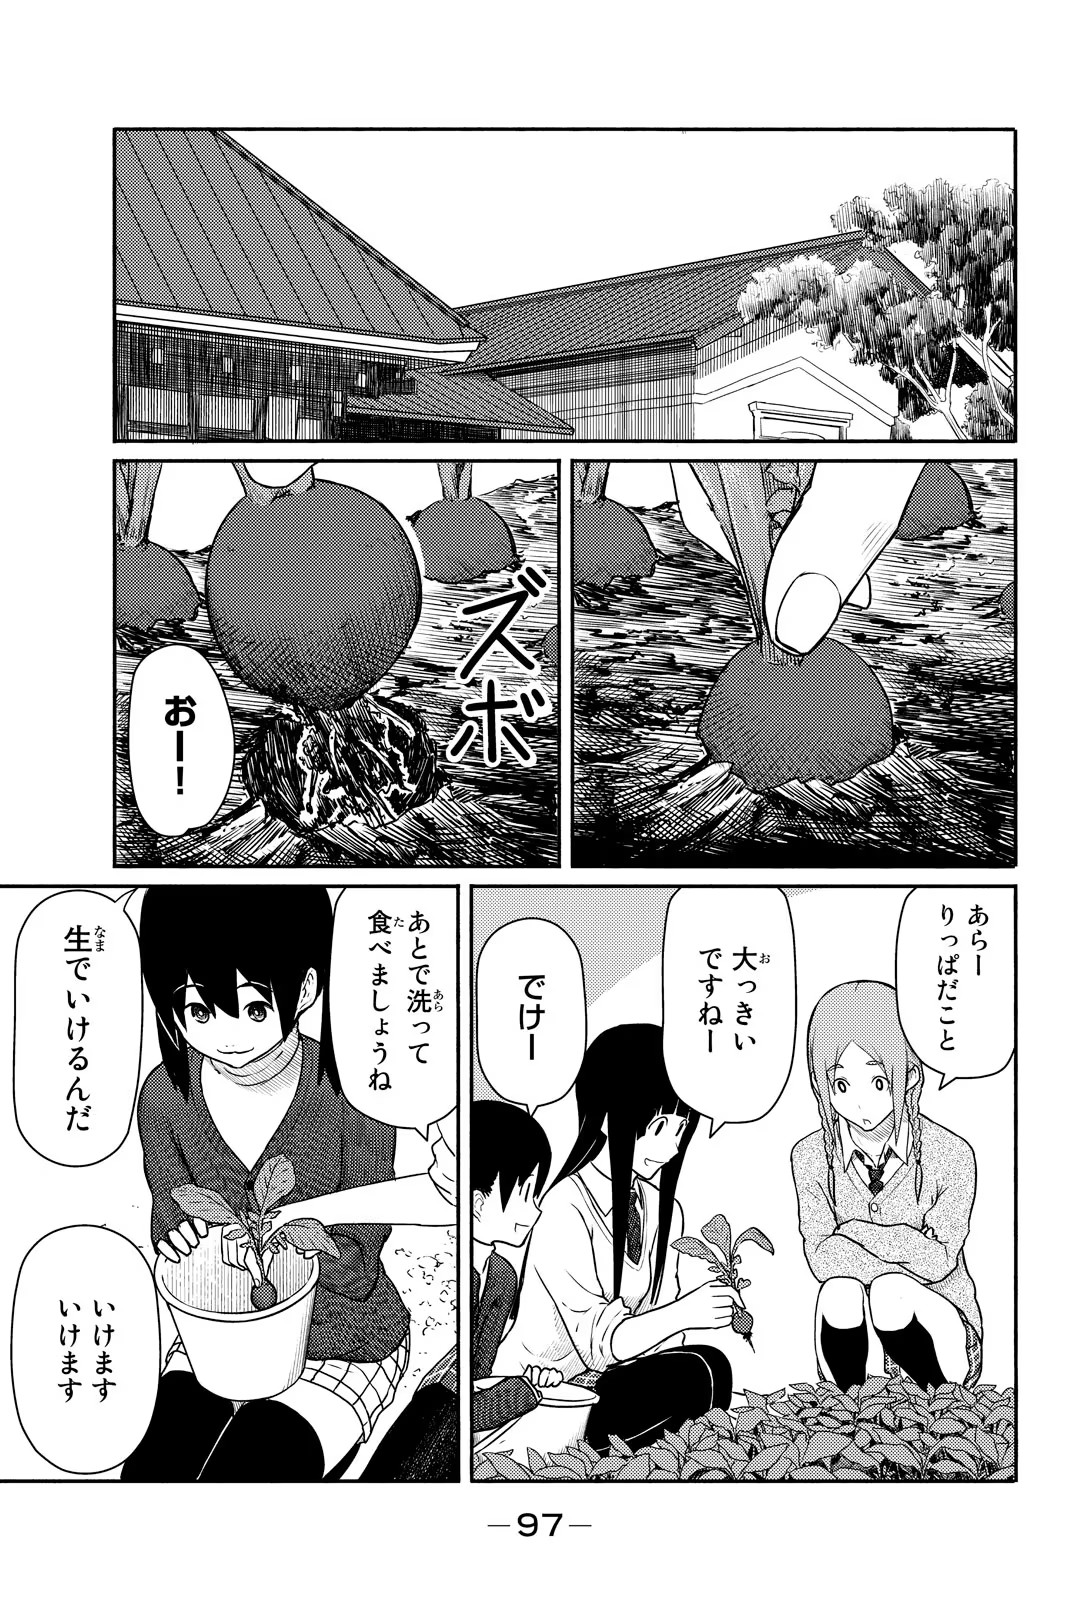 ズボ
おー！
あらー
りっぱだこと
大っきい
ですねー
でけー
あとで洗って
食べましょうね
生でいけるんだ
いけます
いけます
—97—